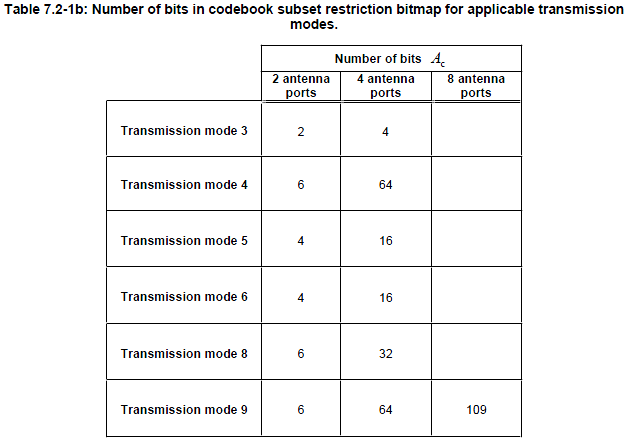 Table 7.2-1b: Number of bits in codebook subset restriction bitmap for applicable transmission
modes.
Number of bits A_c
2 antenna ports 4 antenna ports 8 antenna ports
Transmission mode 3 2 4
Transmission mode 4 6 64
Transmission mode 5 4 16
Transmission mode 6 4 16
Transmission mode 8 6 32
Transmission mode 9 6 64 109